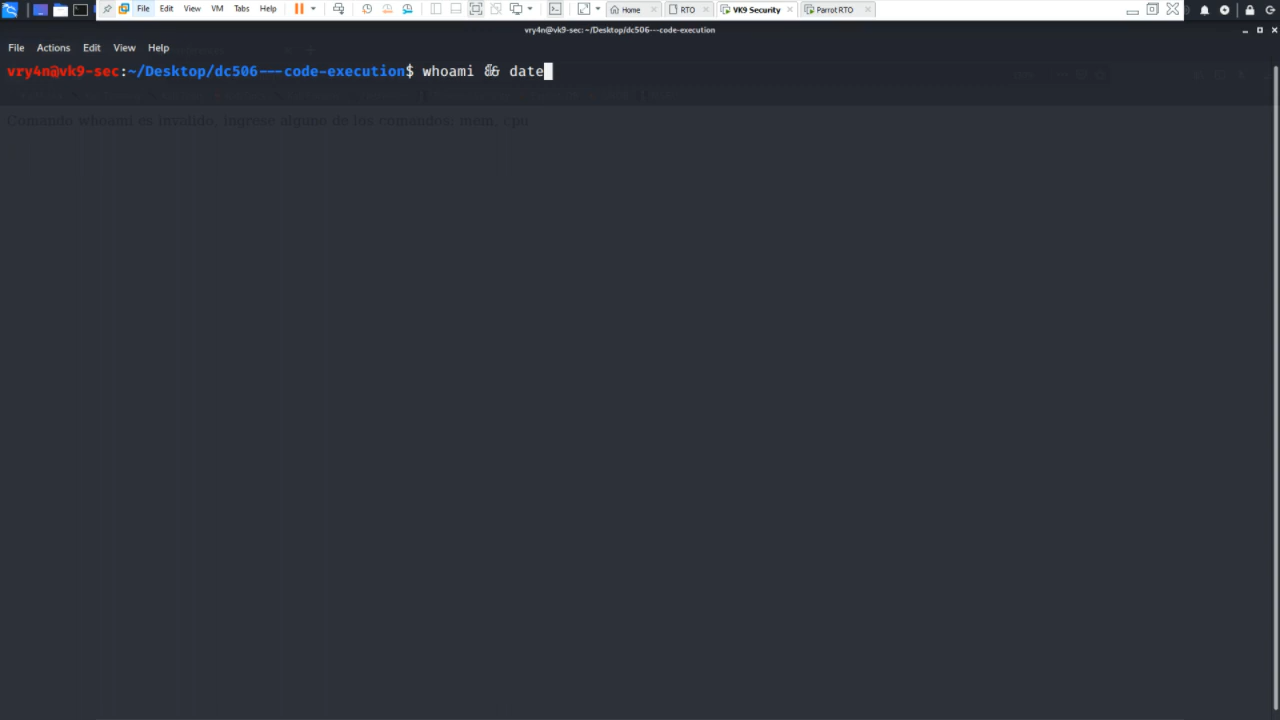 File Edit View VM Tabs Help Home RTO VK9 Security Parrot RTO
vry4n@vk9-sec:~/Desktop/dc506---code-execution
File Actions Edit View Help
vry4n@vk9-sec:~/Desktop/dc506---code-execution$ whoami && date
Comando whoami es invalido, ingrese alguno de los comandos: mem, cpu